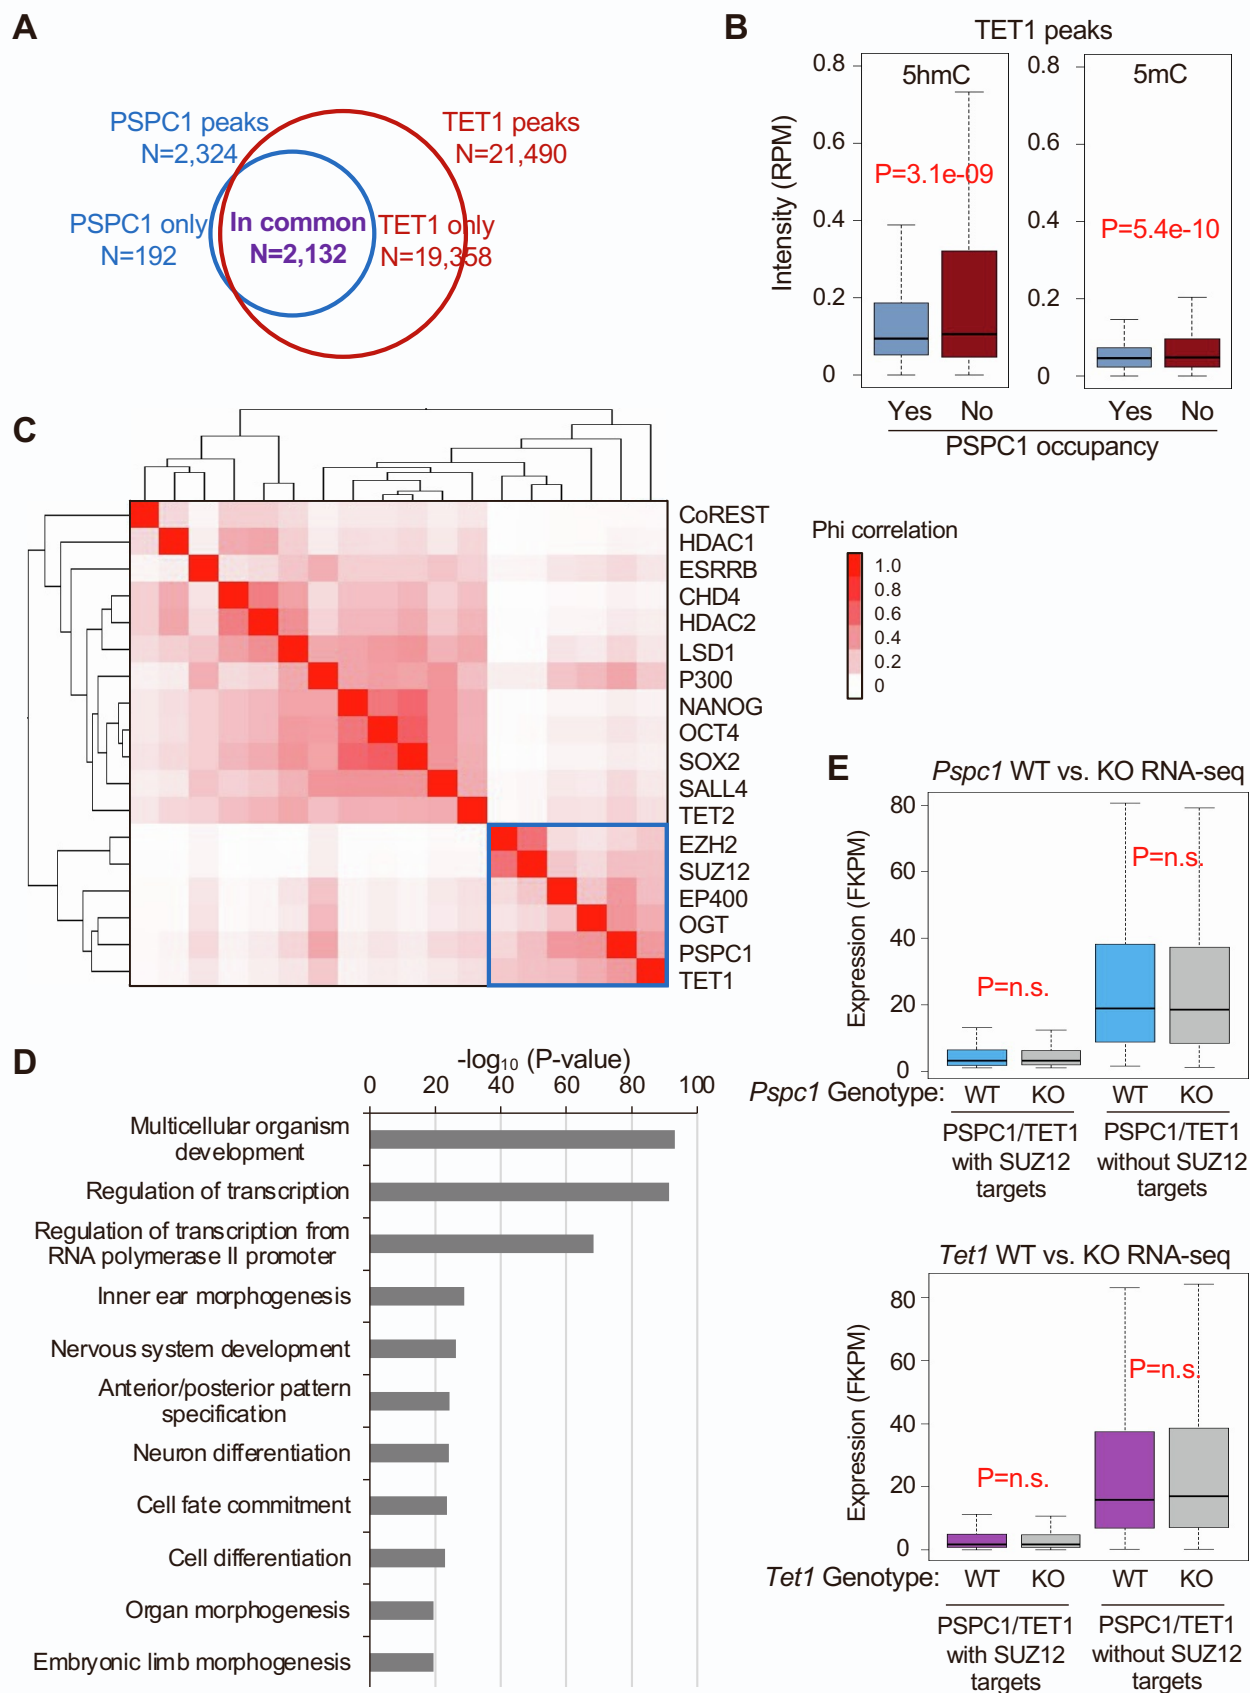 A
PSPC1 peaks
N=2,324
TET1 peaks
N=21,490
PSPC1 only
N=192
In common
N=2,132
TET1 only
N=19,358
B
TET1 peaks
5hmC
5mC
Intensity (RPM)
0.8
0.6
0.4
0.2
0
P=3.1e-09
0.8
0.6
0.4
0.2
0
P=5.4e-10
Yes No
Yes No
PSPC1 occupancy
C
CoREST
HDAC1
ESRRB
CHD4
HDAC2
LSD1
P300
NANOG
OCT4
SOX2
SALL4
TET2
EZH2
SUZ12
EP400
OGT
PSPC1
TET1
Phi correlation
1.0
0.8
0.6
0.4
0.2
0
D
-log10 (P-value)
0 20 40 60 80 100
Multicellular organism
development
Regulation of transcription
Regulation of transcription from
RNA polymerase II promoter
Inner ear morphogenesis
Nervous system development
Anterior/posterior pattern
specification
Neuron differentiation
Cell fate commitment
Cell differentiation
Organ morphogenesis
Embryonic limb morphogenesis
E
Pspc1 WT vs. KO RNA-seq
Expression (FKPM)
80
60
40
20
0
P=n.s.
P=n.s.
Pspc1 Genotype: WT KO WT KO
PSPC1/TET1
with SUZ12
targets
PSPC1/TET1
without SUZ12
targets
Tet1 WT vs. KO RNA-seq
Expression (FKPM)
80
60
40
20
0
P=n.s.
P=n.s.
Tet1 Genotype: WT KO WT KO
PSPC1/TET1
with SUZ12
targets
PSPC1/TET1
without SUZ12
targets